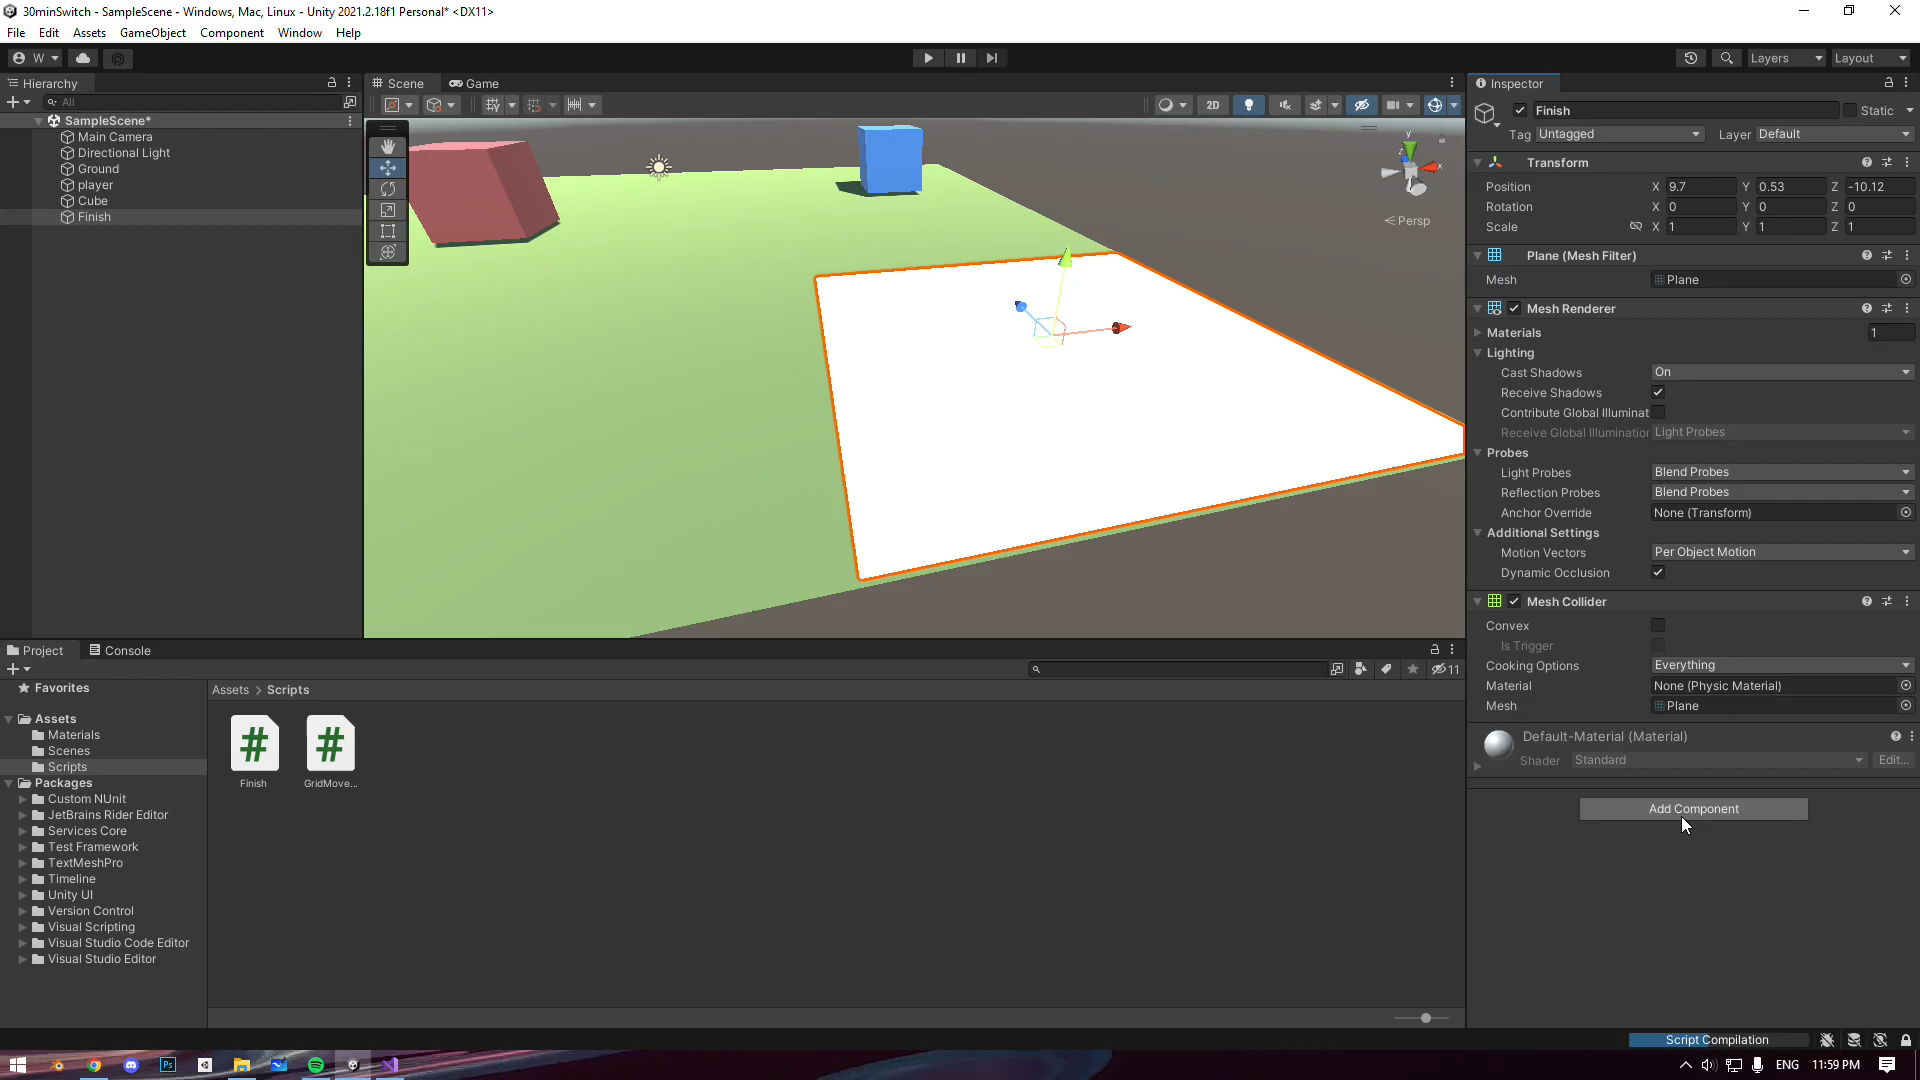 30minSwitch - SampleScene - Windows, Mac, Linux - Unity 2021.2.18f1 Personal* <DX11>
File Edit Assets GameObject Component Window Help
W
Layers
Layout
Hierarchy
All
SampleScene*
Main Camera
Directional Light
Ground
player
Cube
Finish
Scene
Game
2D
y
x
z
Persp
Inspector
Finish
Static
Tag Untagged Layer Default
Transform
Position X 9.7 Y 0.53 Z -10.12
Rotation X 0 Y 0 Z 0
Scale X 1 Y 1 Z 1
Plane (Mesh Filter)
Mesh Plane
Mesh Renderer
Materials 1
Lighting
Cast Shadows On
Receive Shadows
Contribute Global Illuminat
Receive Global Illumination Light Probes
Probes
Light Probes Blend Probes
Reflection Probes Blend Probes
Anchor Override None (Transform)
Additional Settings
Motion Vectors Per Object Motion
Dynamic Occlusion
Mesh Collider
Convex
Is Trigger
Cooking Options Everything
Material None (Physic Material)
Mesh Plane
Default-Material (Material)
Shader Standard Edit...
Add Component
Project
Console
11
Favorites
Assets
Materials
Scenes
Scripts
Packages
Custom NUnit
JetBrains Rider Editor
Services Core
Test Framework
TextMeshPro
Timeline
Unity UI
Version Control
Visual Scripting
Visual Studio Code Editor
Visual Studio Editor
Assets > Scripts
#
Finish
#
GridMove...
Script Compilation
Ps
ENG 11:59 PM